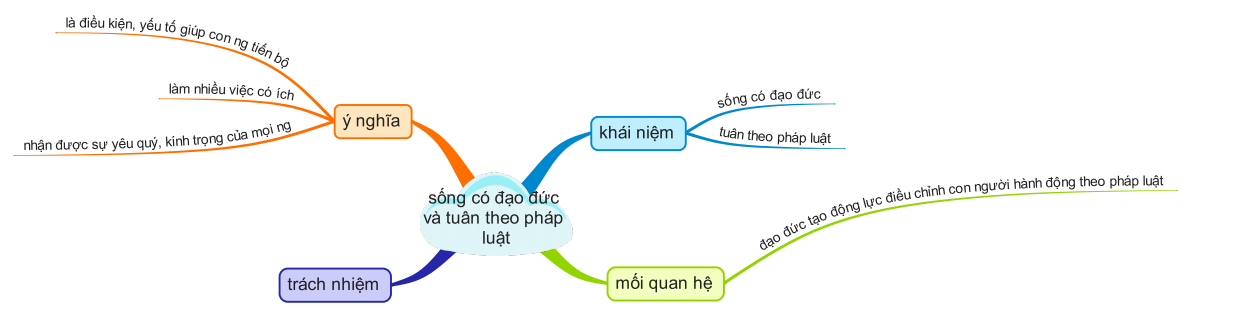 là điều kiện, yếu tố giúp con ng tiến bộ
làm nhiều việc có ích
nhận được sự yêu quý, kính trọng của mọi ng
ý nghĩa
khái niệm
sống có đạo đức
tuân theo pháp luật
sống có đạo đức
và tuân theo pháp
luật
đạo đức tạo động lực điều chỉnh con người hành động theo pháp luật
trách nhiệm
mối quan hệ